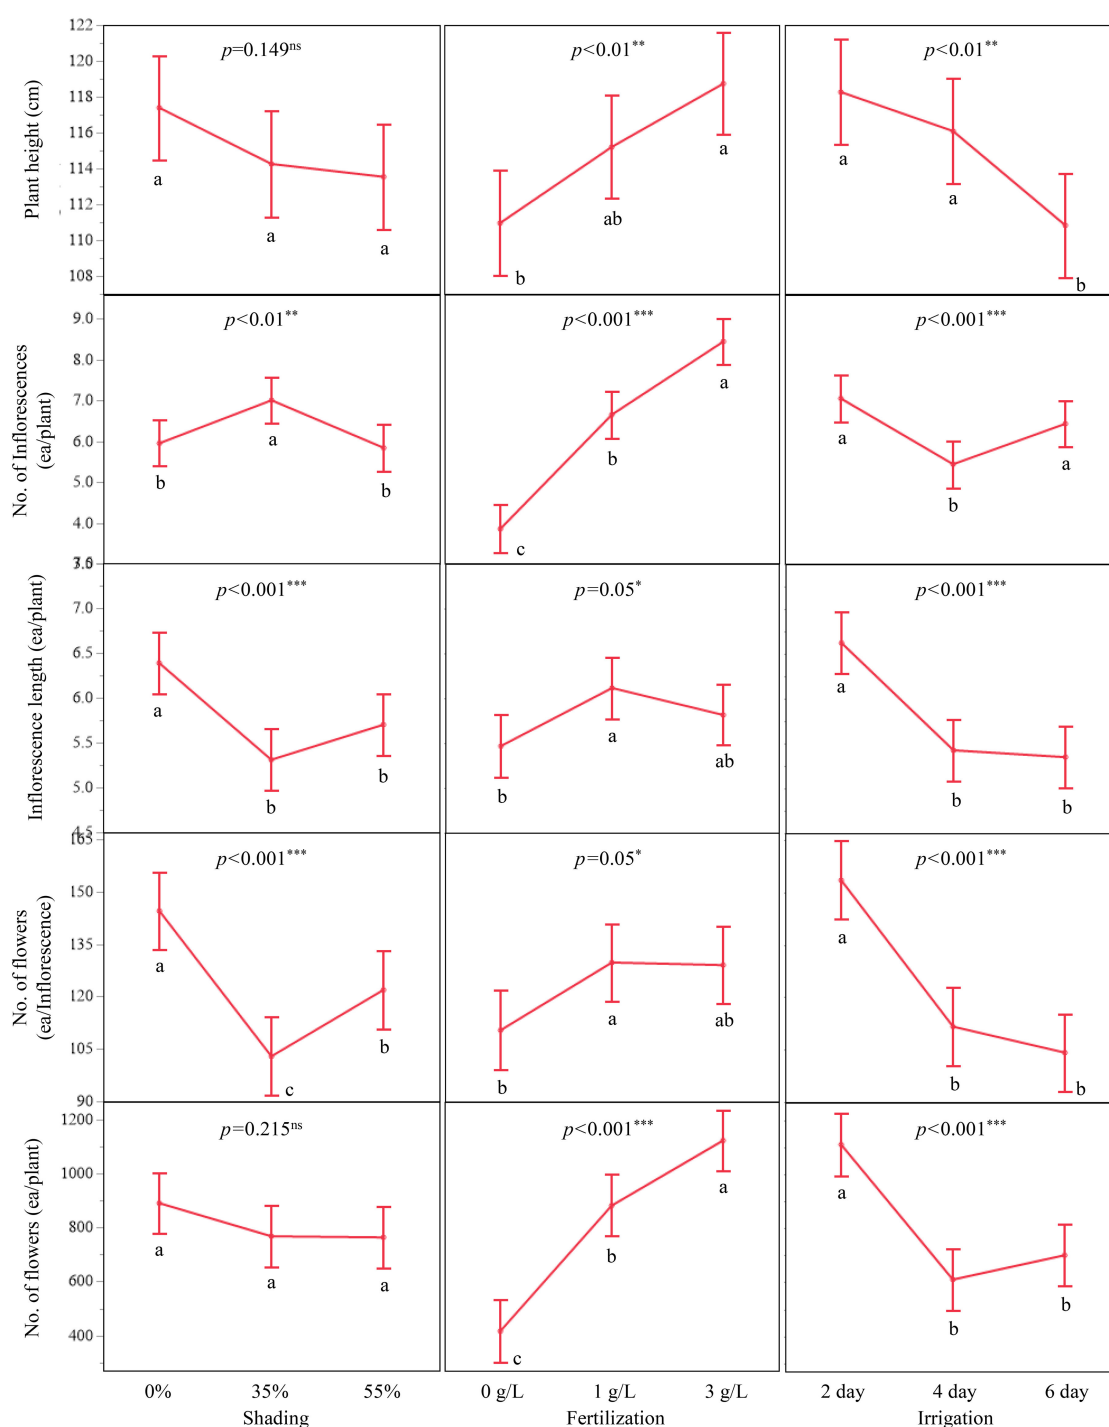 Plant height (cm)
122
120
118
116
114
112
110
108
p=0.149ns
a
a
a
p<0.01**
b
ab
a
p<0.01**
a
a
b
No. of Inflorescences
(ea/plant)
9.0
8.0
7.0
6.0
5.0
4.0
p<0.01**
b
a
b
p<0.001***
c
b
a
p<0.001***
a
b
a
Inflorescence length (ea/plant)
7.0
6.5
6.0
5.5
5.0
4.5
p<0.001***
a
b
b
p=0.05*
b
a
ab
p<0.001***
a
b
b
No. of flowers
(ea/Inflorescence)
165
150
135
120
105
90
p<0.001***
a
c
b
p=0.05*
b
a
ab
p<0.001***
a
b
b
No. of flowers (ea/plant)
1200
1000
800
600
400
p=0.215ns
a
a
a
p<0.001***
c
b
a
p<0.001***
a
b
b
0% 35% 55%
Shading
0 g/L 1 g/L 3 g/L
Fertilization
2 day 4 day 6 day
Irrigation